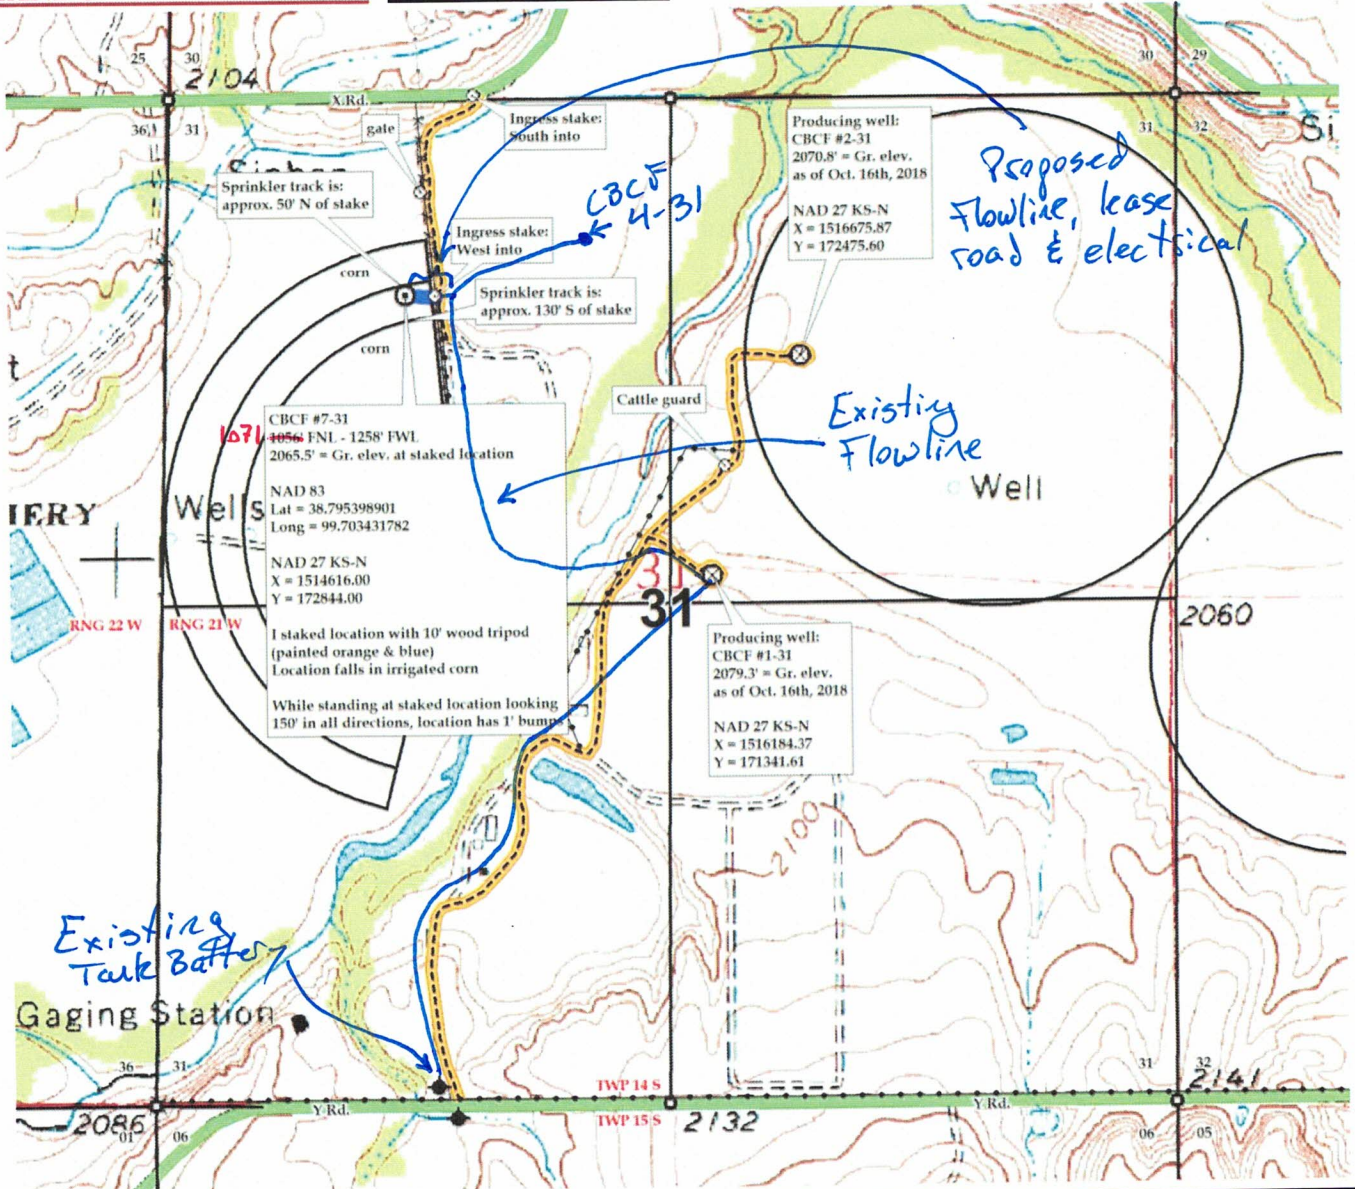 25
30
2104
X Rd.
30
29
36
31
gate
Ingress stake:
South into
31
32
Si
Producing well:
CBCF #2-31
2070.8' = Gr. elev.
as of Oct. 16th, 2018
NAD 27 KS-N
X = 1516675.87
Y = 172475.60
Proposed
Flowline, lease
road & electrical
Sprinkler track is:
approx. 50' N of stake
CBCF
4-31
Ingress stake:
West into
corn
Sprinkler track is:
approx. 130' S of stake
corn
t
Cattle guard
Existing
Flowline
CBCF #7-31
1071 1056' FNL - 1258' FWL
2065.5' = Gr. elev. at staked location
NAD 83
Lat = 38.795398901
Long = 99.703431782
NAD 27 KS-N
X = 1514616.00
Y = 172844.00
I staked location with 10' wood tripod
(painted orange & blue)
Location falls in irrigated corn
While standing at staked location looking
150' in all directions, location has 1' bumps
Well
IERY
Wells
31
31
2060
RNG 22 W
RNG 21 W
Producing well:
CBCF #1-31
2079.3' = Gr. elev.
as of Oct. 16th, 2018
NAD 27 KS-N
X = 1516184.37
Y = 171341.61
2100
Existing
Tank Battery
Gaging Station
36
31
TWP 14 S
31
32
2141
Y Rd.
Y Rd.
2086
TWP 15 S
2132
01
06
06
05